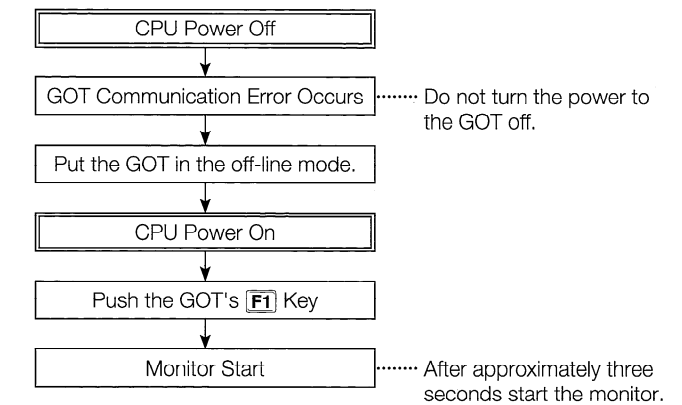 CPU Power Off
GOT Communication Error Occurs
Do not turn the power to
the GOT off.
Put the GOT in the off-line mode.
CPU Power On
Push the GOT's F1 Key
Monitor Start
After approximately three
seconds start the monitor.